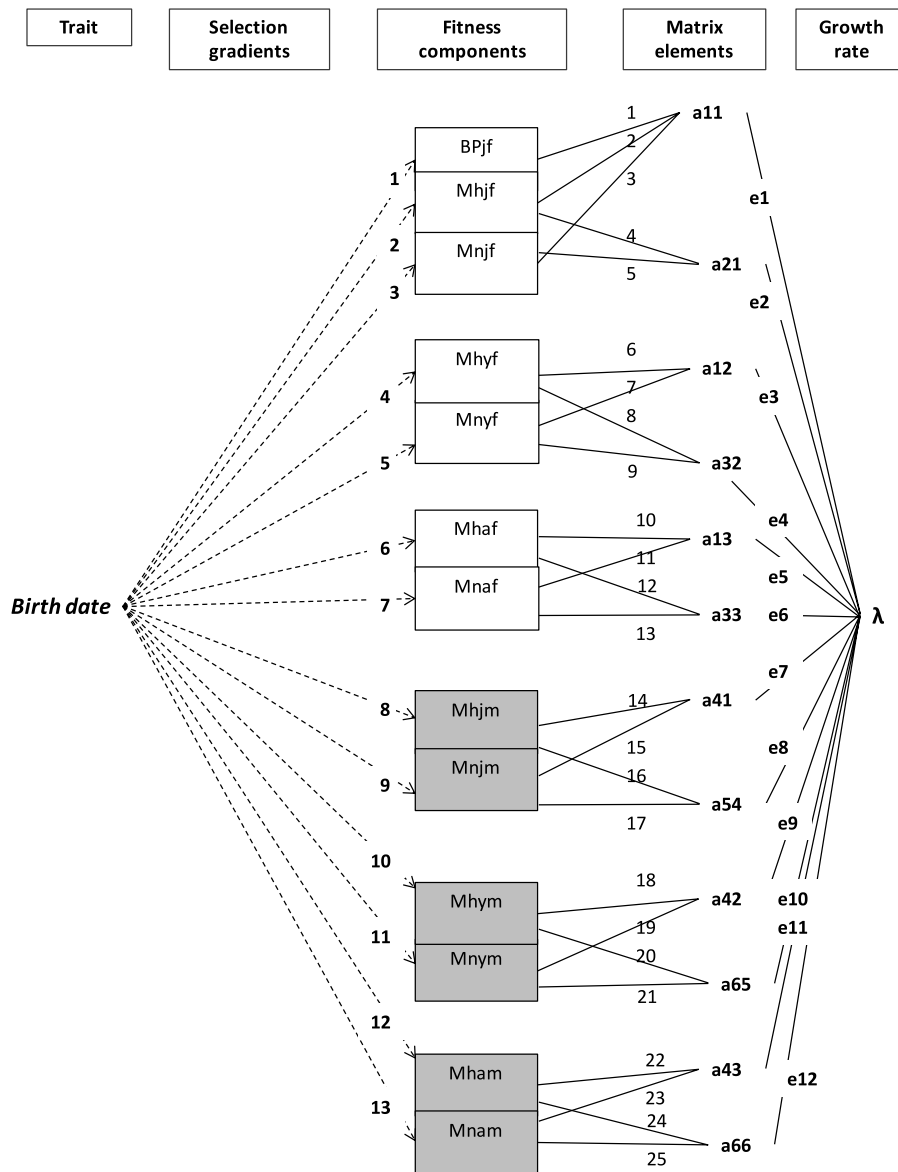 Trait
Selection
gradients
Fitness
components
Matrix
elements
Growth
rate
1
a11
2
BPjf
1
3
Mhjf
e1
4
2
Mnjf
a21
5
3
e2
6
Mhyf
a12
7
4
e3
8
Mnyf
5
a32
9
10
e4
Mhaf
6
a13
11
e5
12
Mnaf
Birth date
7
a33
e6
λ
13
e7
14
a41
8
Mhjm
15
e8
16
Mnjm
9
a54
17
e9
10
18
Mhym
a42
e10
19
e11
11
20
Mnym
a65
21
12
22
Mham
a43
e12
23
13
24
Mnam
a66
25